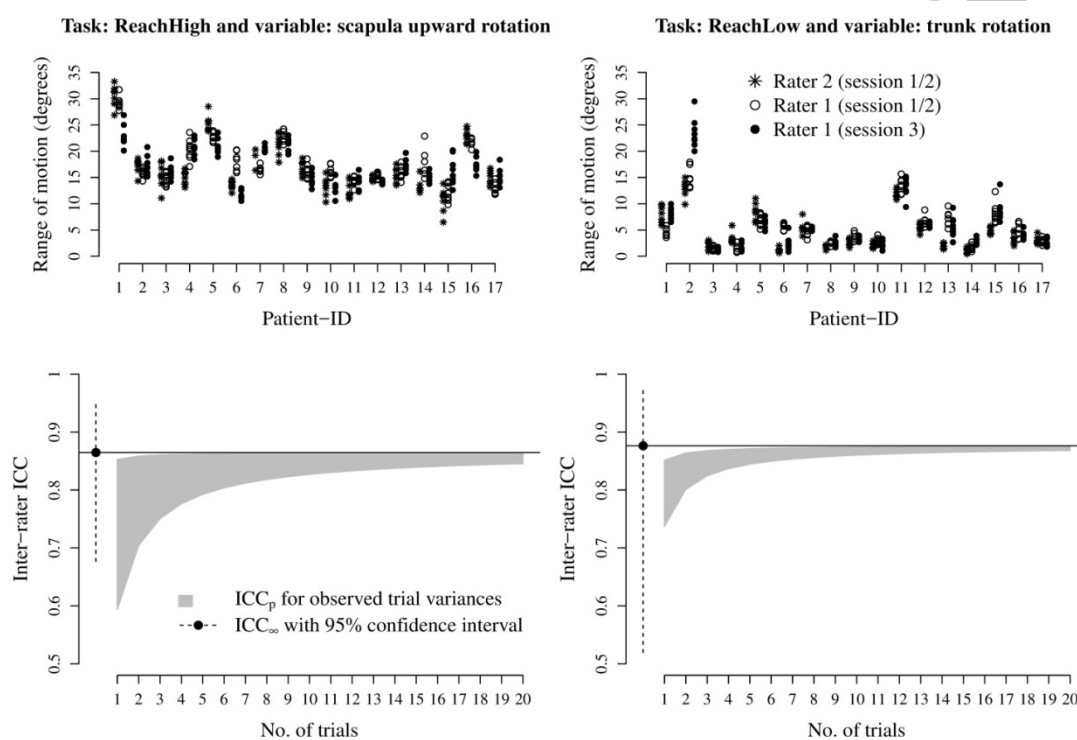 Task: ReachHigh and variable: scapula upward rotation
Range of motion (degrees)
35
30
25
20
15
10
5
0
1 2 3 4 5 6 7 8 9 10 11 12 13 14 15 16 17
Patient−ID
Task: ReachLow and variable: trunk rotation
Range of motion (degrees)
35
30
25
20
15
10
5
0
Rater 2 (session 1/2)
Rater 1 (session 1/2)
Rater 1 (session 3)
1 2 3 4 5 6 7 8 9 10 11 12 13 14 15 16 17
Patient−ID
Inter−rater ICC
1
0.9
0.8
0.7
0.6
0.5
ICCp for observed trial variances
ICC∞ with 95% confidence interval
1 2 3 4 5 6 7 8 9 10 11 12 13 14 15 16 17 18 19 20
No. of trials
Inter−rater ICC
1
0.9
0.8
0.7
0.6
0.5
1 2 3 4 5 6 7 8 9 10 11 12 13 14 15 16 17 18 19 20
No. of trials